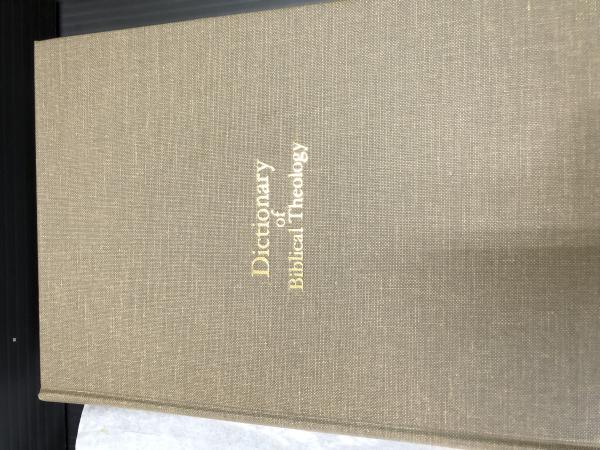 Dictionary
of
Biblical Theology